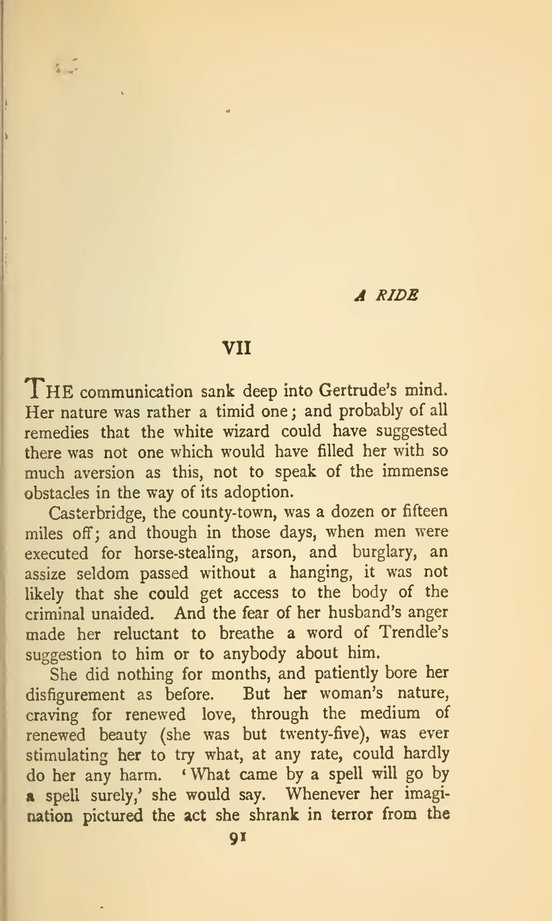 A RIDE
VII
THE communication sank deep into Gertrude's mind.
Her nature was rather a timid one; and probably of all
remedies that the white wizard could have suggested
there was not one which would have filled her with so
much aversion as this, not to speak of the immense
obstacles in the way of its adoption.
Casterbridge, the county-town, was a dozen or fifteen
miles off; and though in those days, when men were
executed for horse-stealing, arson, and burglary, an
assize seldom passed without a hanging, it was not
likely that she could get access to the body of the
criminal unaided. And the fear of her husband's anger
made her reluctant to breathe a word of Trendle's
suggestion to him or to anybody about him.
She did nothing for months, and patiently bore her
disfigurement as before. But her woman's nature,
craving for renewed love, through the medium of
renewed beauty (she was but twenty-five), was ever
stimulating her to try what, at any rate, could hardly
do her any harm. ‘What came by a spell will go by
a spell surely,’ she would say. Whenever her imagi-
nation pictured the act she shrank in terror from the
91